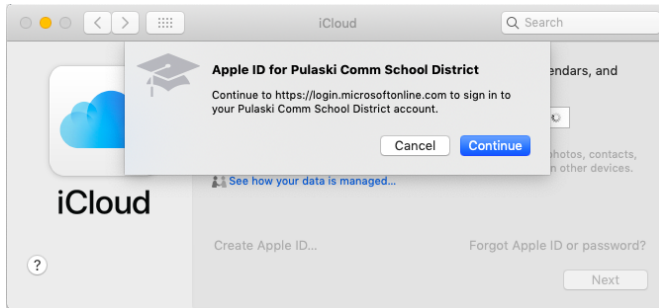 iCloud
Search
Apple ID for Pulaski Comm School District
Continue to https://login.microsoftonline.com to sign in to
your Pulaski Comm School District account.
Cancel
Continue
endars, and
hotos, contacts,
n other devices.
See how your data is managed...
iCloud
Create Apple ID...
Forgot Apple ID or password?
?
Next